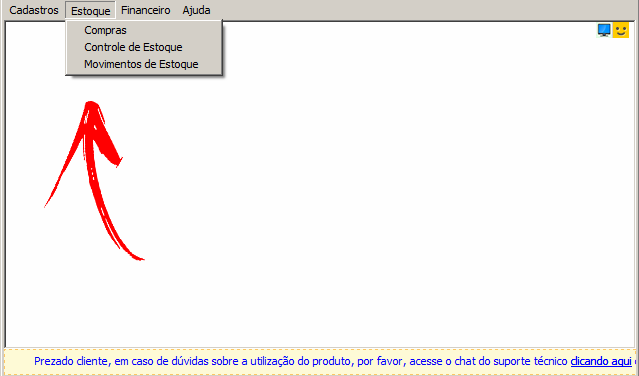 Cadastros Estoque Financeiro Ajuda
Compras
Controle de Estoque
Movimentos de Estoque
Prezado cliente, em caso de dúvidas sobre a utilização do produto, por favor, acesse o chat do suporte técnico clicando aqui